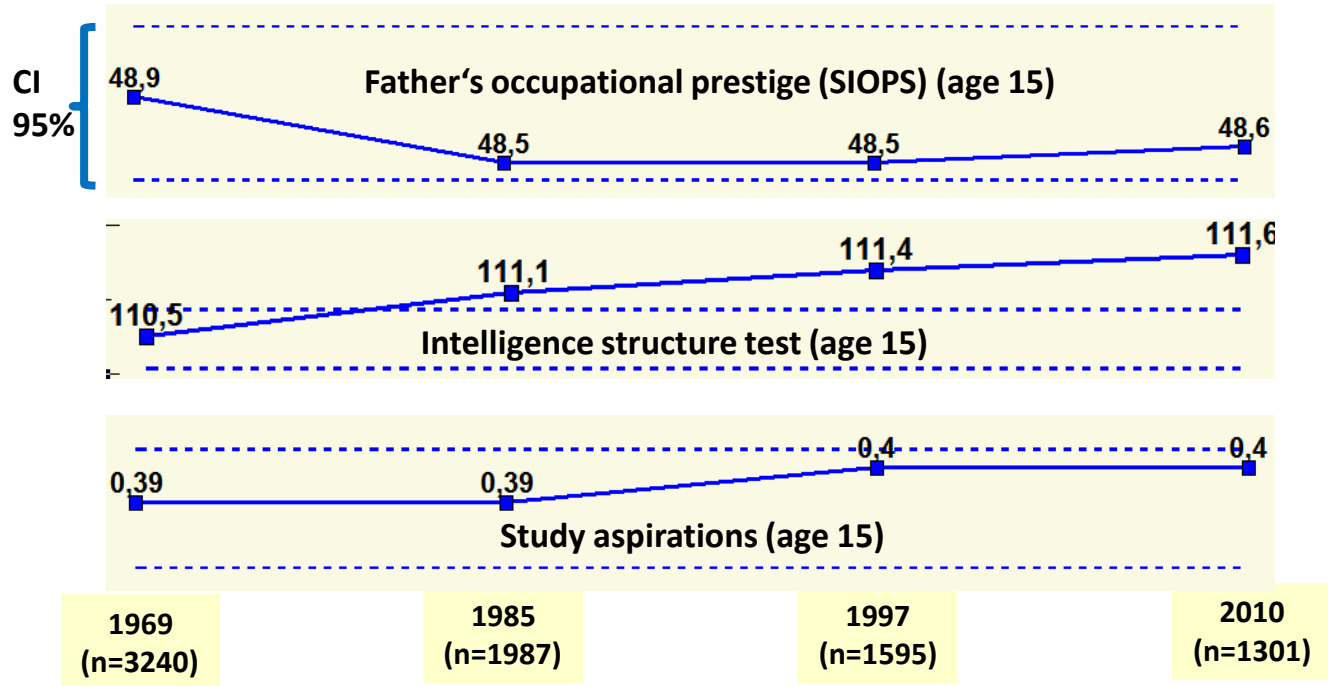 CI
95%
Father‘s occupational prestige (SIOPS) (age 15)
48,9
48,5
48,5
48,6
110,5
111,1
111,4
111,6
Intelligence structure test (age 15)
0,39
0,39
0,4
0,4
Study aspirations (age 15)
1969
(n=3240)
1985
(n=1987)
1997
(n=1595)
2010
(n=1301)